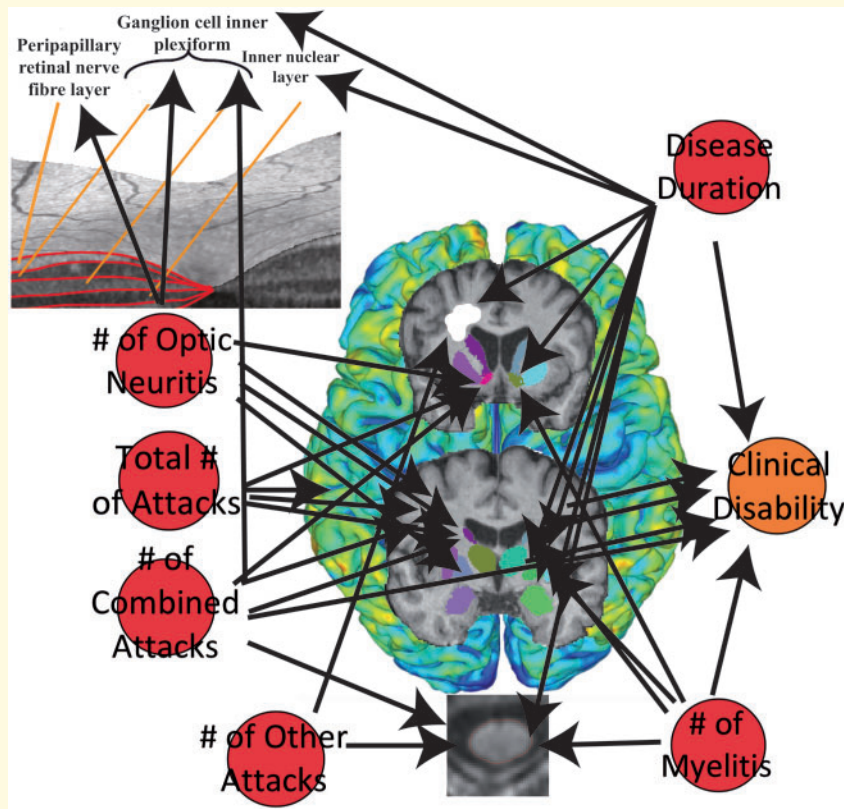 Ganglion cell inner
plexiform
Peripapillary
retinal nerve
fibre layer
Inner nuclear
layer
Disease
Duration
# of Optic
Neuritis
Total #
of Attacks
Clinical
Disability
# of
Combined
Attacks
# of Other
Attacks
# of
Myelitis